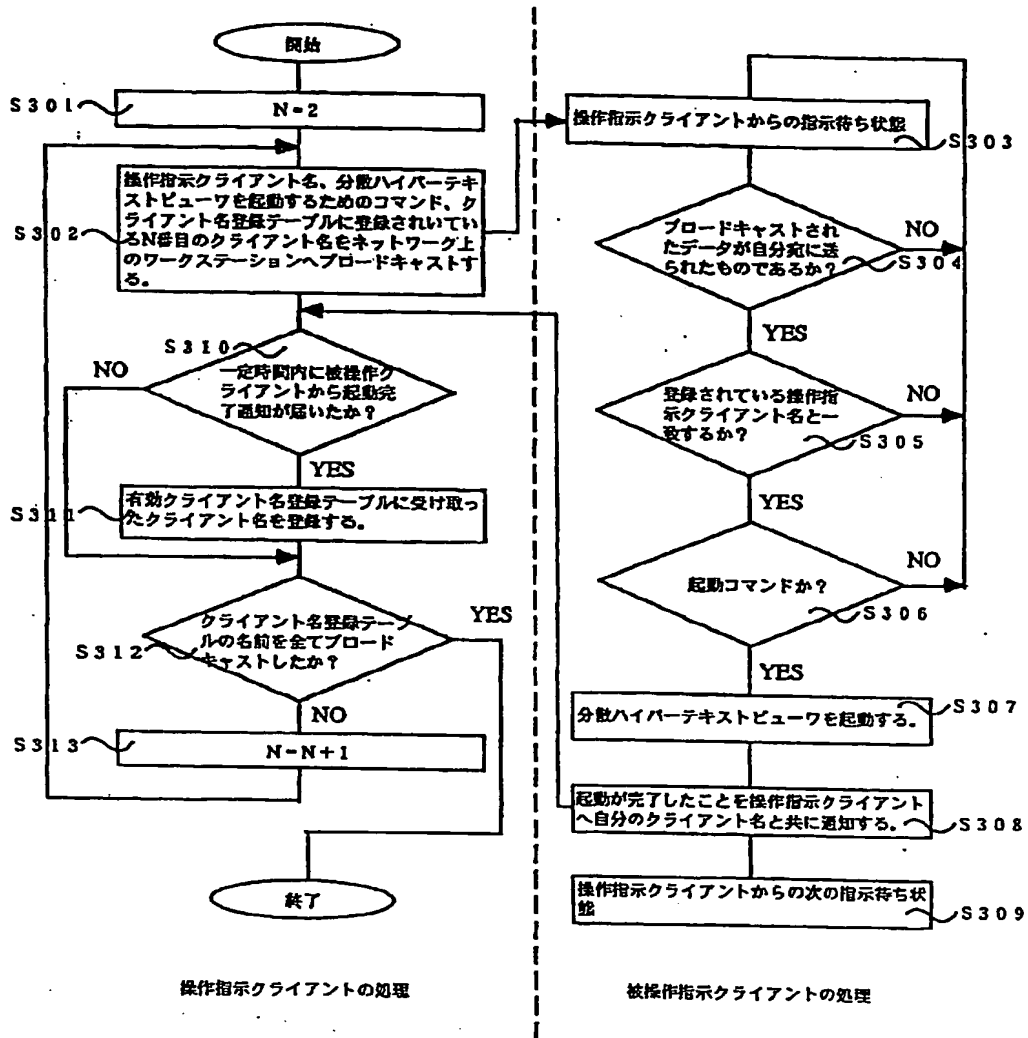 開始
S301
N=2
S302
操作指示クライアント名、分散ハイパーテキ
ストビューワを起動するためのコマンド、ク
ライアント名登録テーブルに登録されいてい
るN番目のクライアント名をネットワーグ上
のワークステーションへブロードキャストす
る。
S310
一定時間内に被操作ク
ライアントから起動完
了通知が届いたか?
NO
YES
S311
有効クライアント名登録テーブルに受け取っ
たクライアント名を登録する。
S312
クライアント名登録テーブ
ルの名前を全てブロード
キャストしたか?
YES
NO
S313
N=N+1
終了
操作指示クライアントの処理
操作指示クライアントからの指示待ち状態
S303
ブロードキャストされ
たデータが自分宛に送
られたものであるか?
NO
S304
YES
登録されている操作指
示クライアント名と一
致するか?
NO
S305
YES
起動コマンドか?
NO
S306
YES
S307
分散ハイパーテキストビューワを起動する。
起動が完了したことを操作指示クライアント
へ自分のクライアント名と共に通知する。
S308
操作指示クライアントからの次の指示待ち状
態
S309
被操作指示クライアントの処理